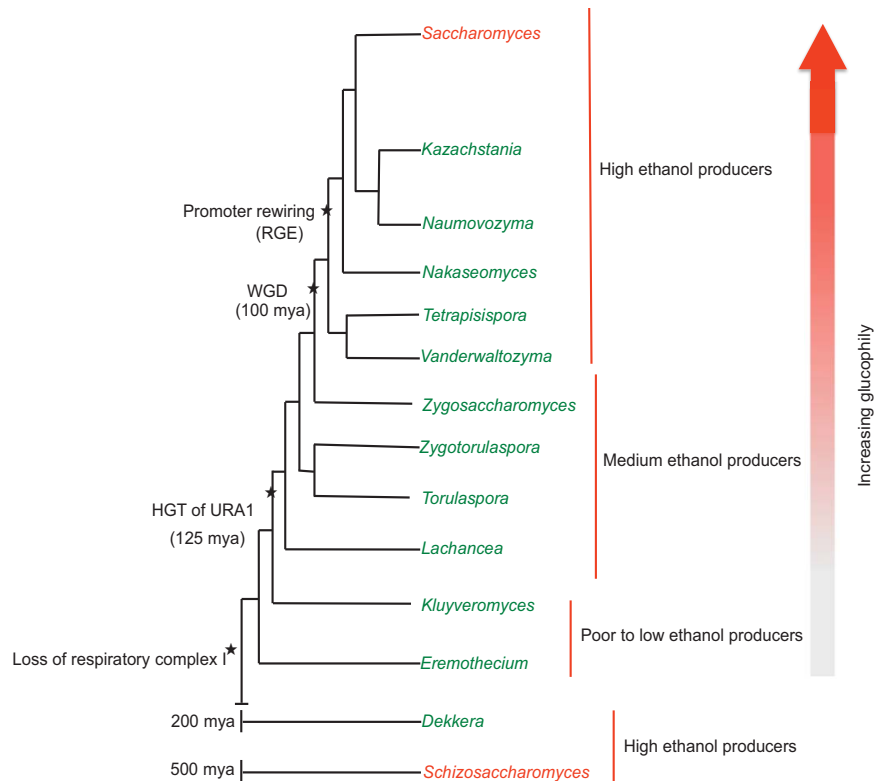 Saccharomyces
Kazachstania
High ethanol producers
Promoter rewiring
(RGE)
Naumovozyma
Nakaseomyces
WGD
(100 mya)
Tetrapisispora
Vanderwaltozyma
Increasing glucophily
Zygosaccharomyces
Zygotorulaspora
Medium ethanol producers
Torulaspora
HGT of URA1
(125 mya)
Lachancea
Kluyveromyces
Poor to low ethanol producers
Loss of respiratory complex I
Eremothecium
200 mya
Dekkera
High ethanol producers
500 mya
Schizosaccharomyces